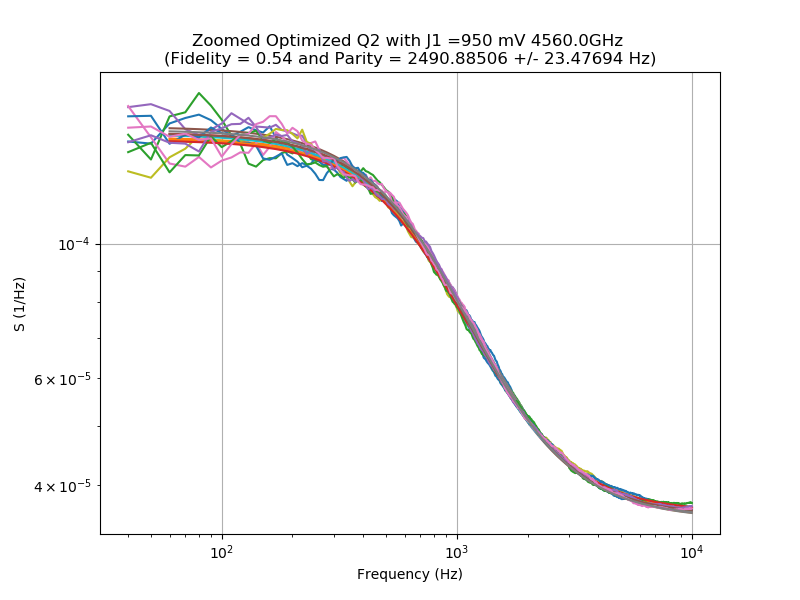 Zoomed Optimized Q2 with J1 =950 mV 4560.0GHz
(Fidelity = 0.54 and Parity = 2490.88506 +/- 23.47694 Hz)
S (1/Hz)
10⁻⁴
6 × 10⁻⁵
4 × 10⁻⁵
10² 10³ 10⁴
Frequency (Hz)